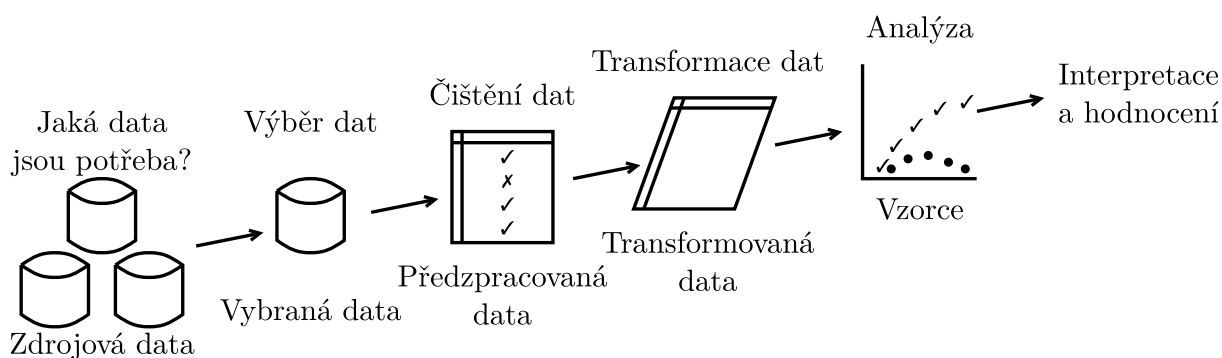 Jaká data
jsou potřeba?
Zdrojová data
Výběr dat
Vybraná data
Čištění dat
✓
✗
✓
✓
Předzpracovaná
data
Transformace dat
Transformovaná
data
Analýza
Vzorce
Interpretace
a hodnocení